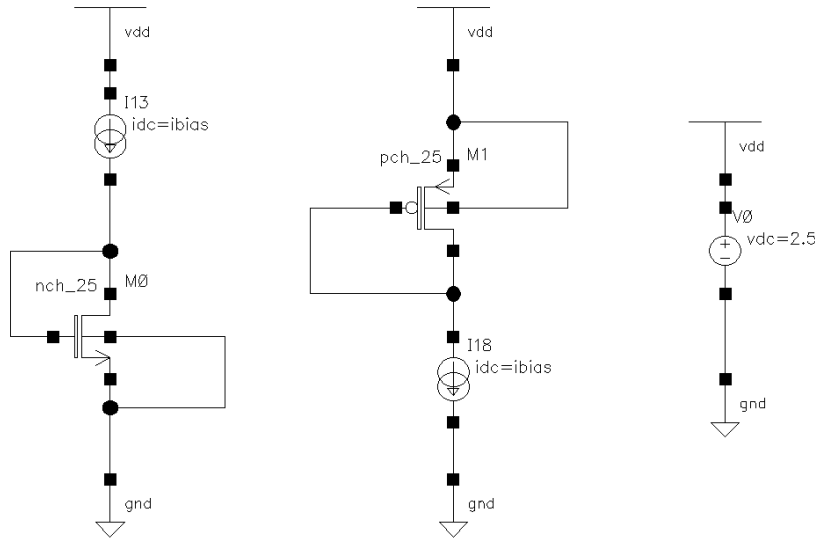 vdd
I13
idc=ibias
nch_25
MØ
gnd
vdd
pch_25
M1
I18
idc=ibias
gnd
vdd
VØ
vdc=2.5
gnd